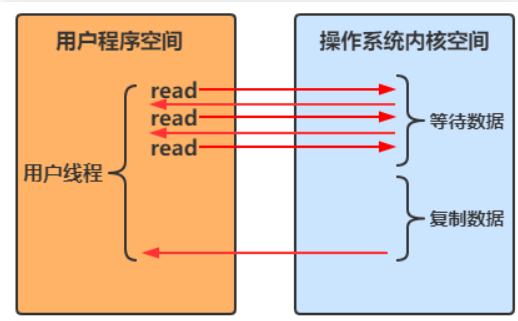 用户程序空间
操作系统内核空间
read
read
read
用户线程
等待数据
复制数据